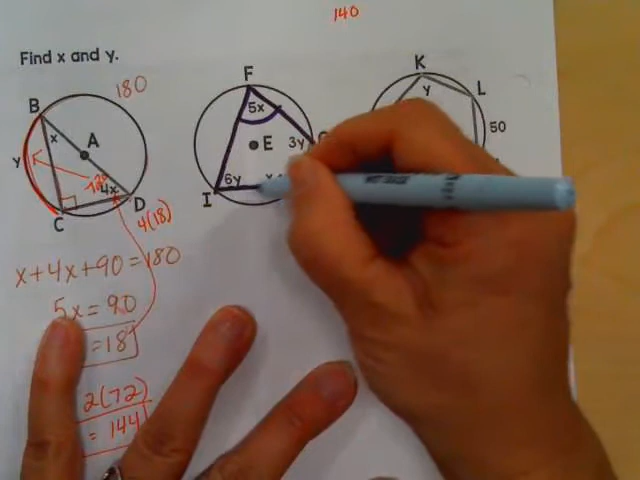 140
Find x and y.
180
B
x
A
y
72°
4x
D
C
4(18)
x+4x+90=180
5x=90
=18
2(72)
=144
F
5x
E
3y
6y
I
K
y
L
50